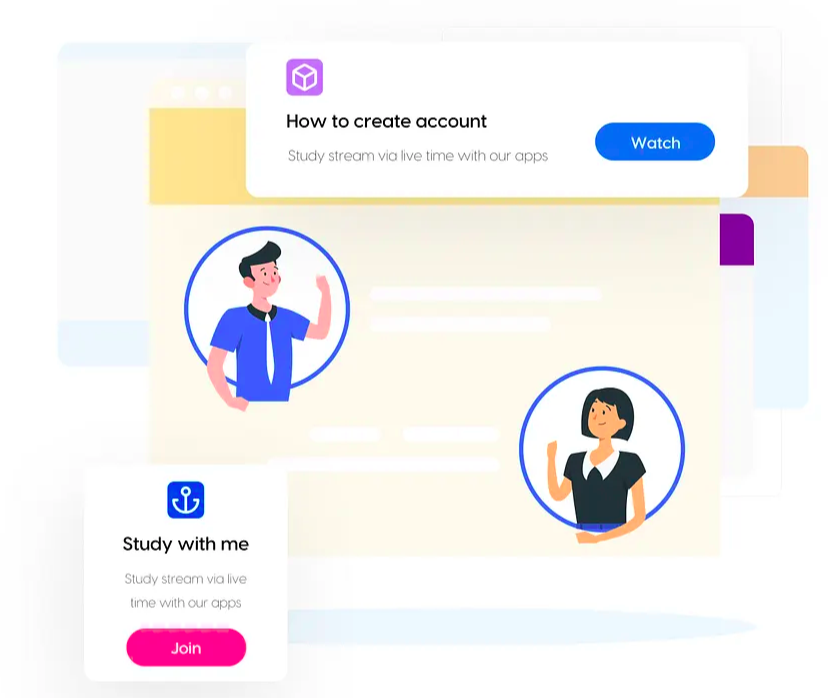 How to create account
Study stream via live time with our apps
Watch
Study with me
Study stream via live
time with our apps
Join